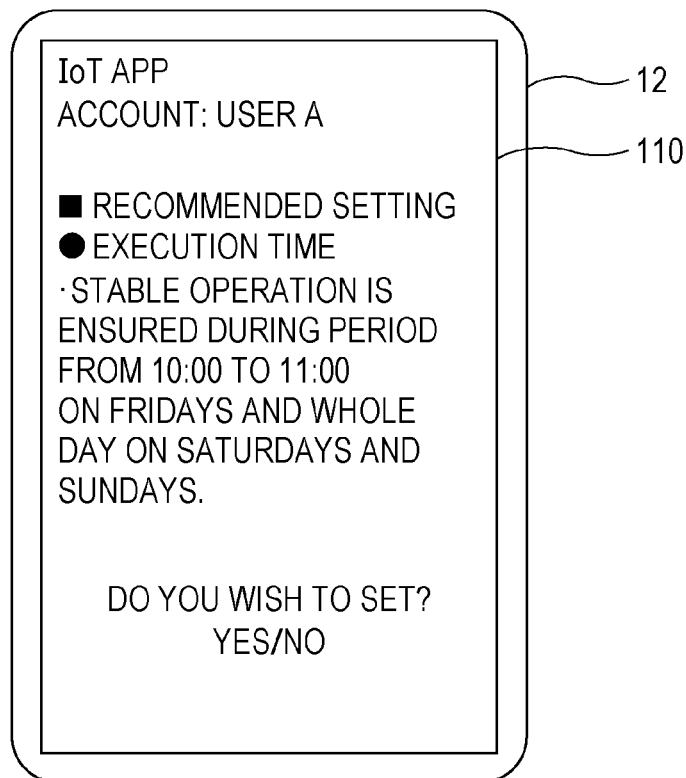 IoT APP
ACCOUNT: USER A
■ RECOMMENDED SETTING
● EXECUTION TIME
·STABLE OPERATION IS
ENSURED DURING PERIOD
FROM 10:00 TO 11:00
ON FRIDAYS AND WHOLE
DAY ON SATURDAYS AND
SUNDAYS.
DO YOU WISH TO SET?
YES/NO
12
110